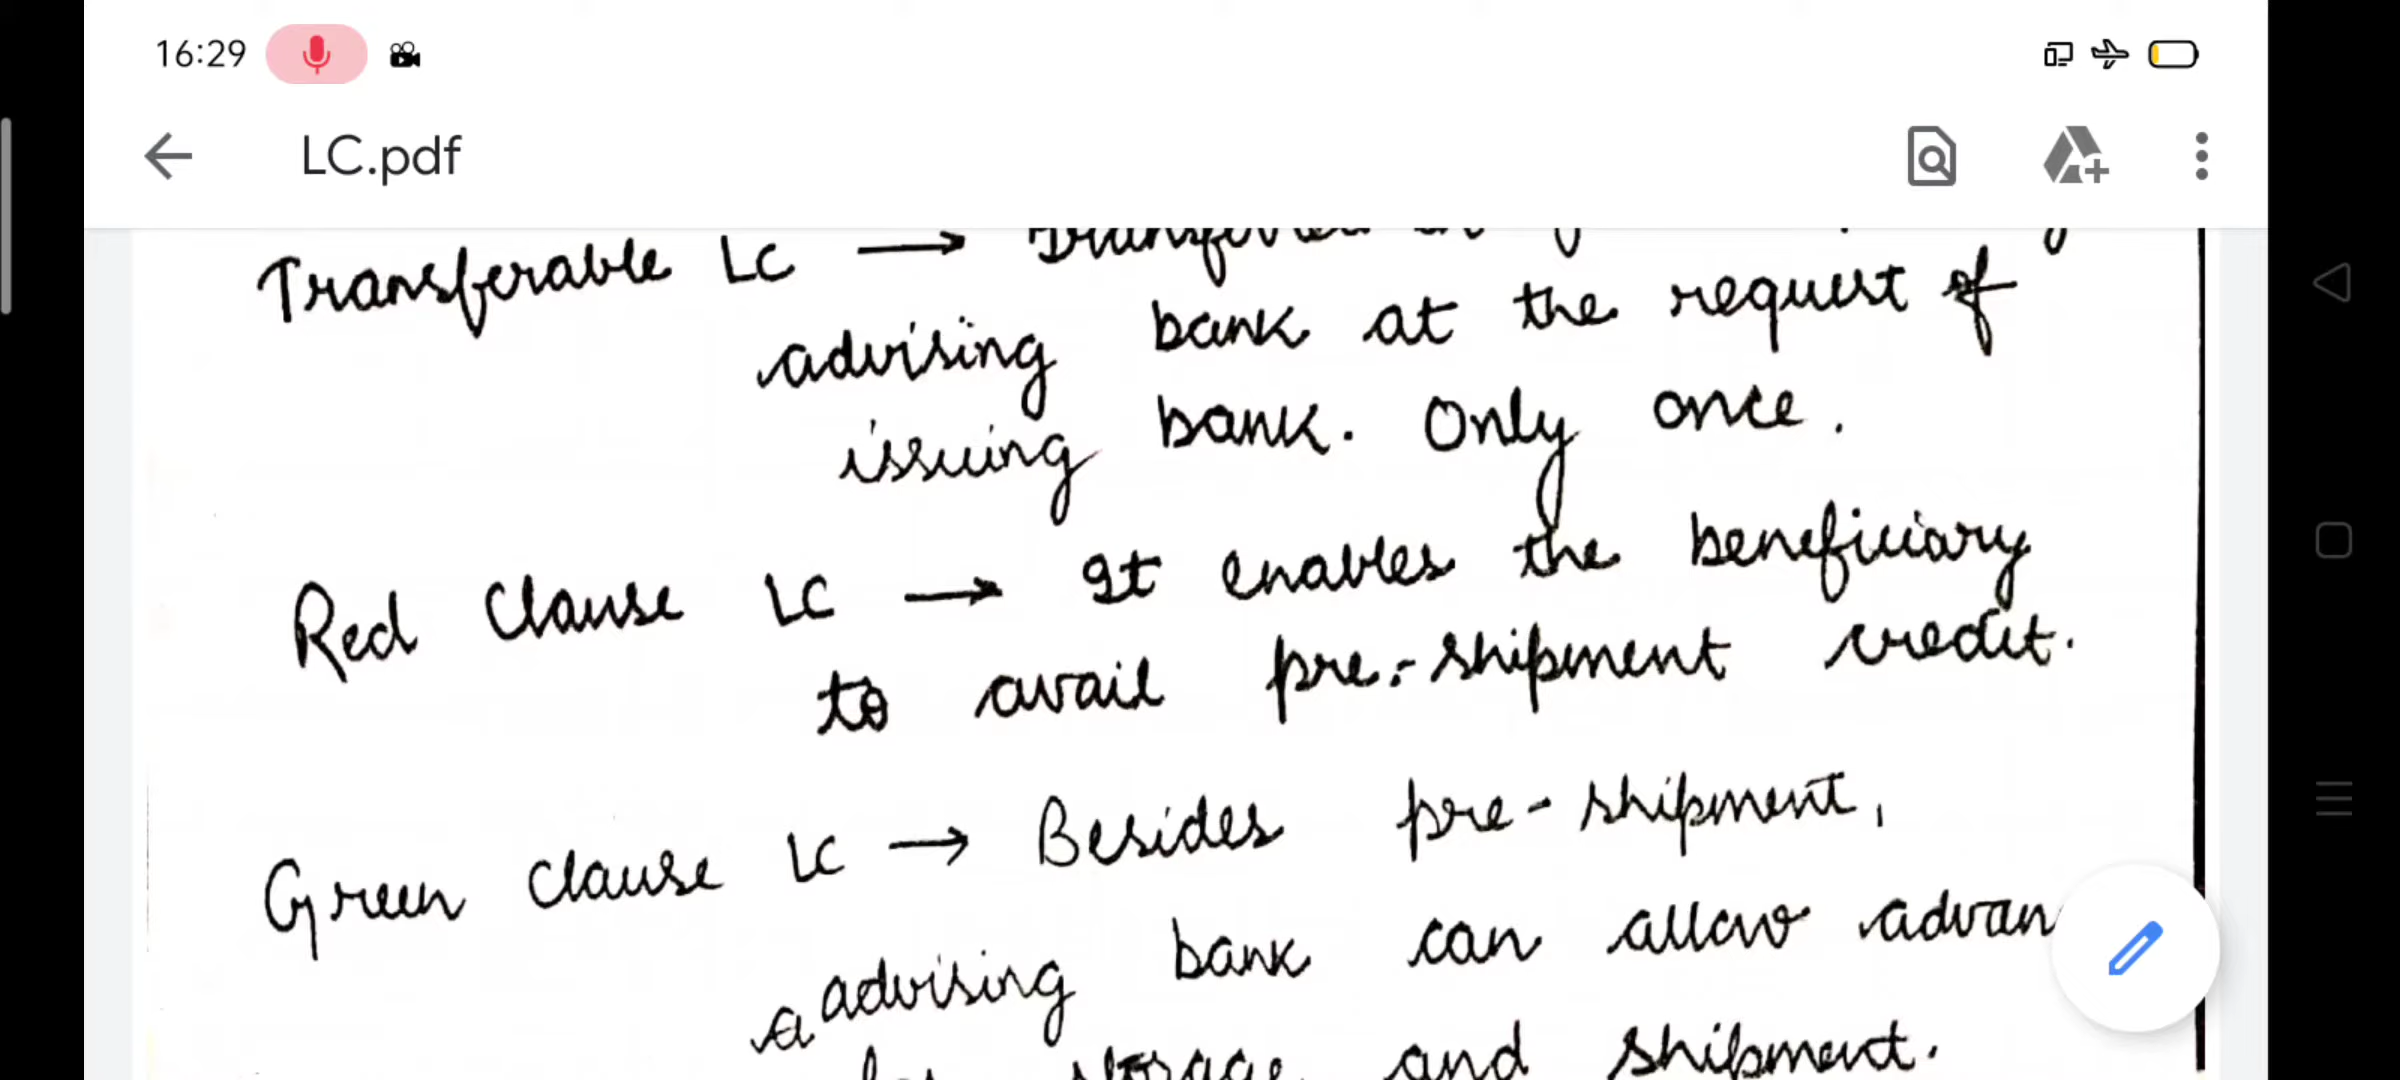 16:29
LC.pdf
Transferable LC →
advising bank at the request of
issuing bank. Only once.
Red Clause LC → It enables the beneficiary
to avail pre-shipment credit.
Green clause LC → Besides pre-shipment,
a advising bank can allow advan
for storage and shipment.